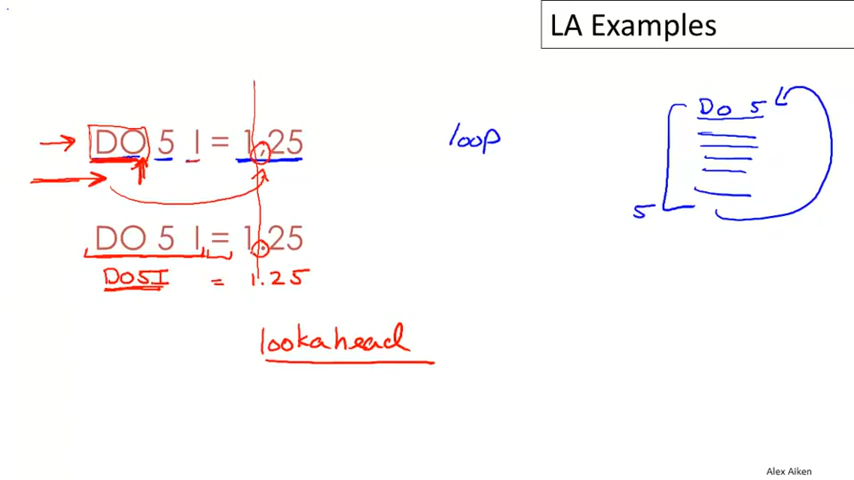 LA Examples
DO 5 I = 1,25
loop
Do 5
5
DO 5 I = 1.25
DO5I = 1.25
lookahead
Alex Aiken